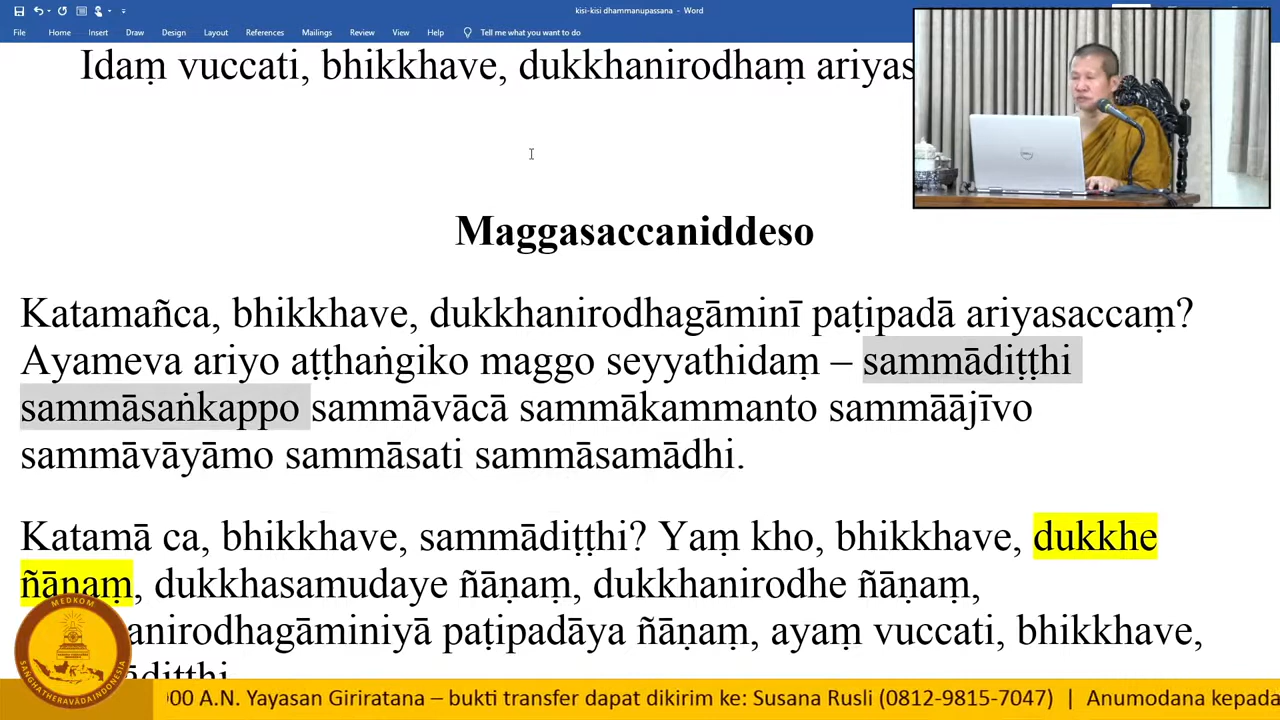 kisi-kisi dhammanupassana - Word
File Home Insert Draw Design Layout References Mailings Review View Help Tell me what you want to do
Idaṃ vuccati, bhikkhave, dukkhanirodhaṃ
Maggasaccaniddeso
Katamañca, bhikkhave, dukkhanirodhagāminī paṭipadā ariyasaccaṃ?
Ayameva ariyo aṭṭhaṅgiko maggo seyyathidaṃ – sammādiṭṭhi
sammāsaṅkappo sammāvācā sammākammanto sammāājīvo
sammāvāyāmo sammāsati sammāsamādhi.
Katamā ca, bhikkhave, sammādiṭṭhi? Yaṃ kho, bhikkhave, dukkhe
ñāṇaṃ, dukkhasamudaye ñāṇaṃ, dukkhanirodhe ñāṇaṃ,
anirodhagāminiyā paṭipadāya ñāṇaṃ, ayaṃ vuccati, bhikkhave,
DELL
MEDKOM
SAṄGHATHERAVĀDAINDONESIA
00 A.N. Yayasan Giriratana – bukti transfer dapat dikirim ke: Susana Rusli (0812-9815-7047) | Anumodana kepada